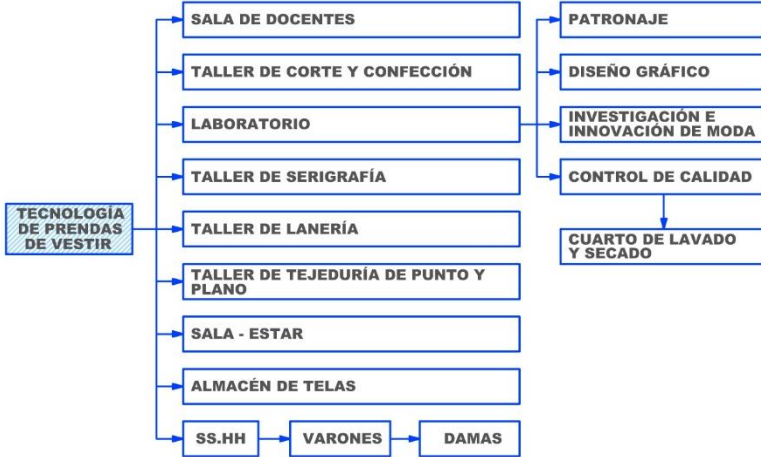 TECNOLOGÍA
DE PRENDAS
DE VESTIR
SALA DE DOCENTES
TALLER DE CORTE Y CONFECCIÓN
LABORATORIO
TALLER DE SERIGRAFÍA
TALLER DE LANERÍA
TALLER DE TEJEDURÍA DE PUNTO Y
PLANO
SALA - ESTAR
ALMACÉN DE TELAS
SS.HH
VARONES
DAMAS
PATRONAJE
DISEÑO GRÁFICO
INVESTIGACIÓN E
INNOVACIÓN DE MODA
CONTROL DE CALIDAD
CUARTO DE LAVADO
Y SECADO